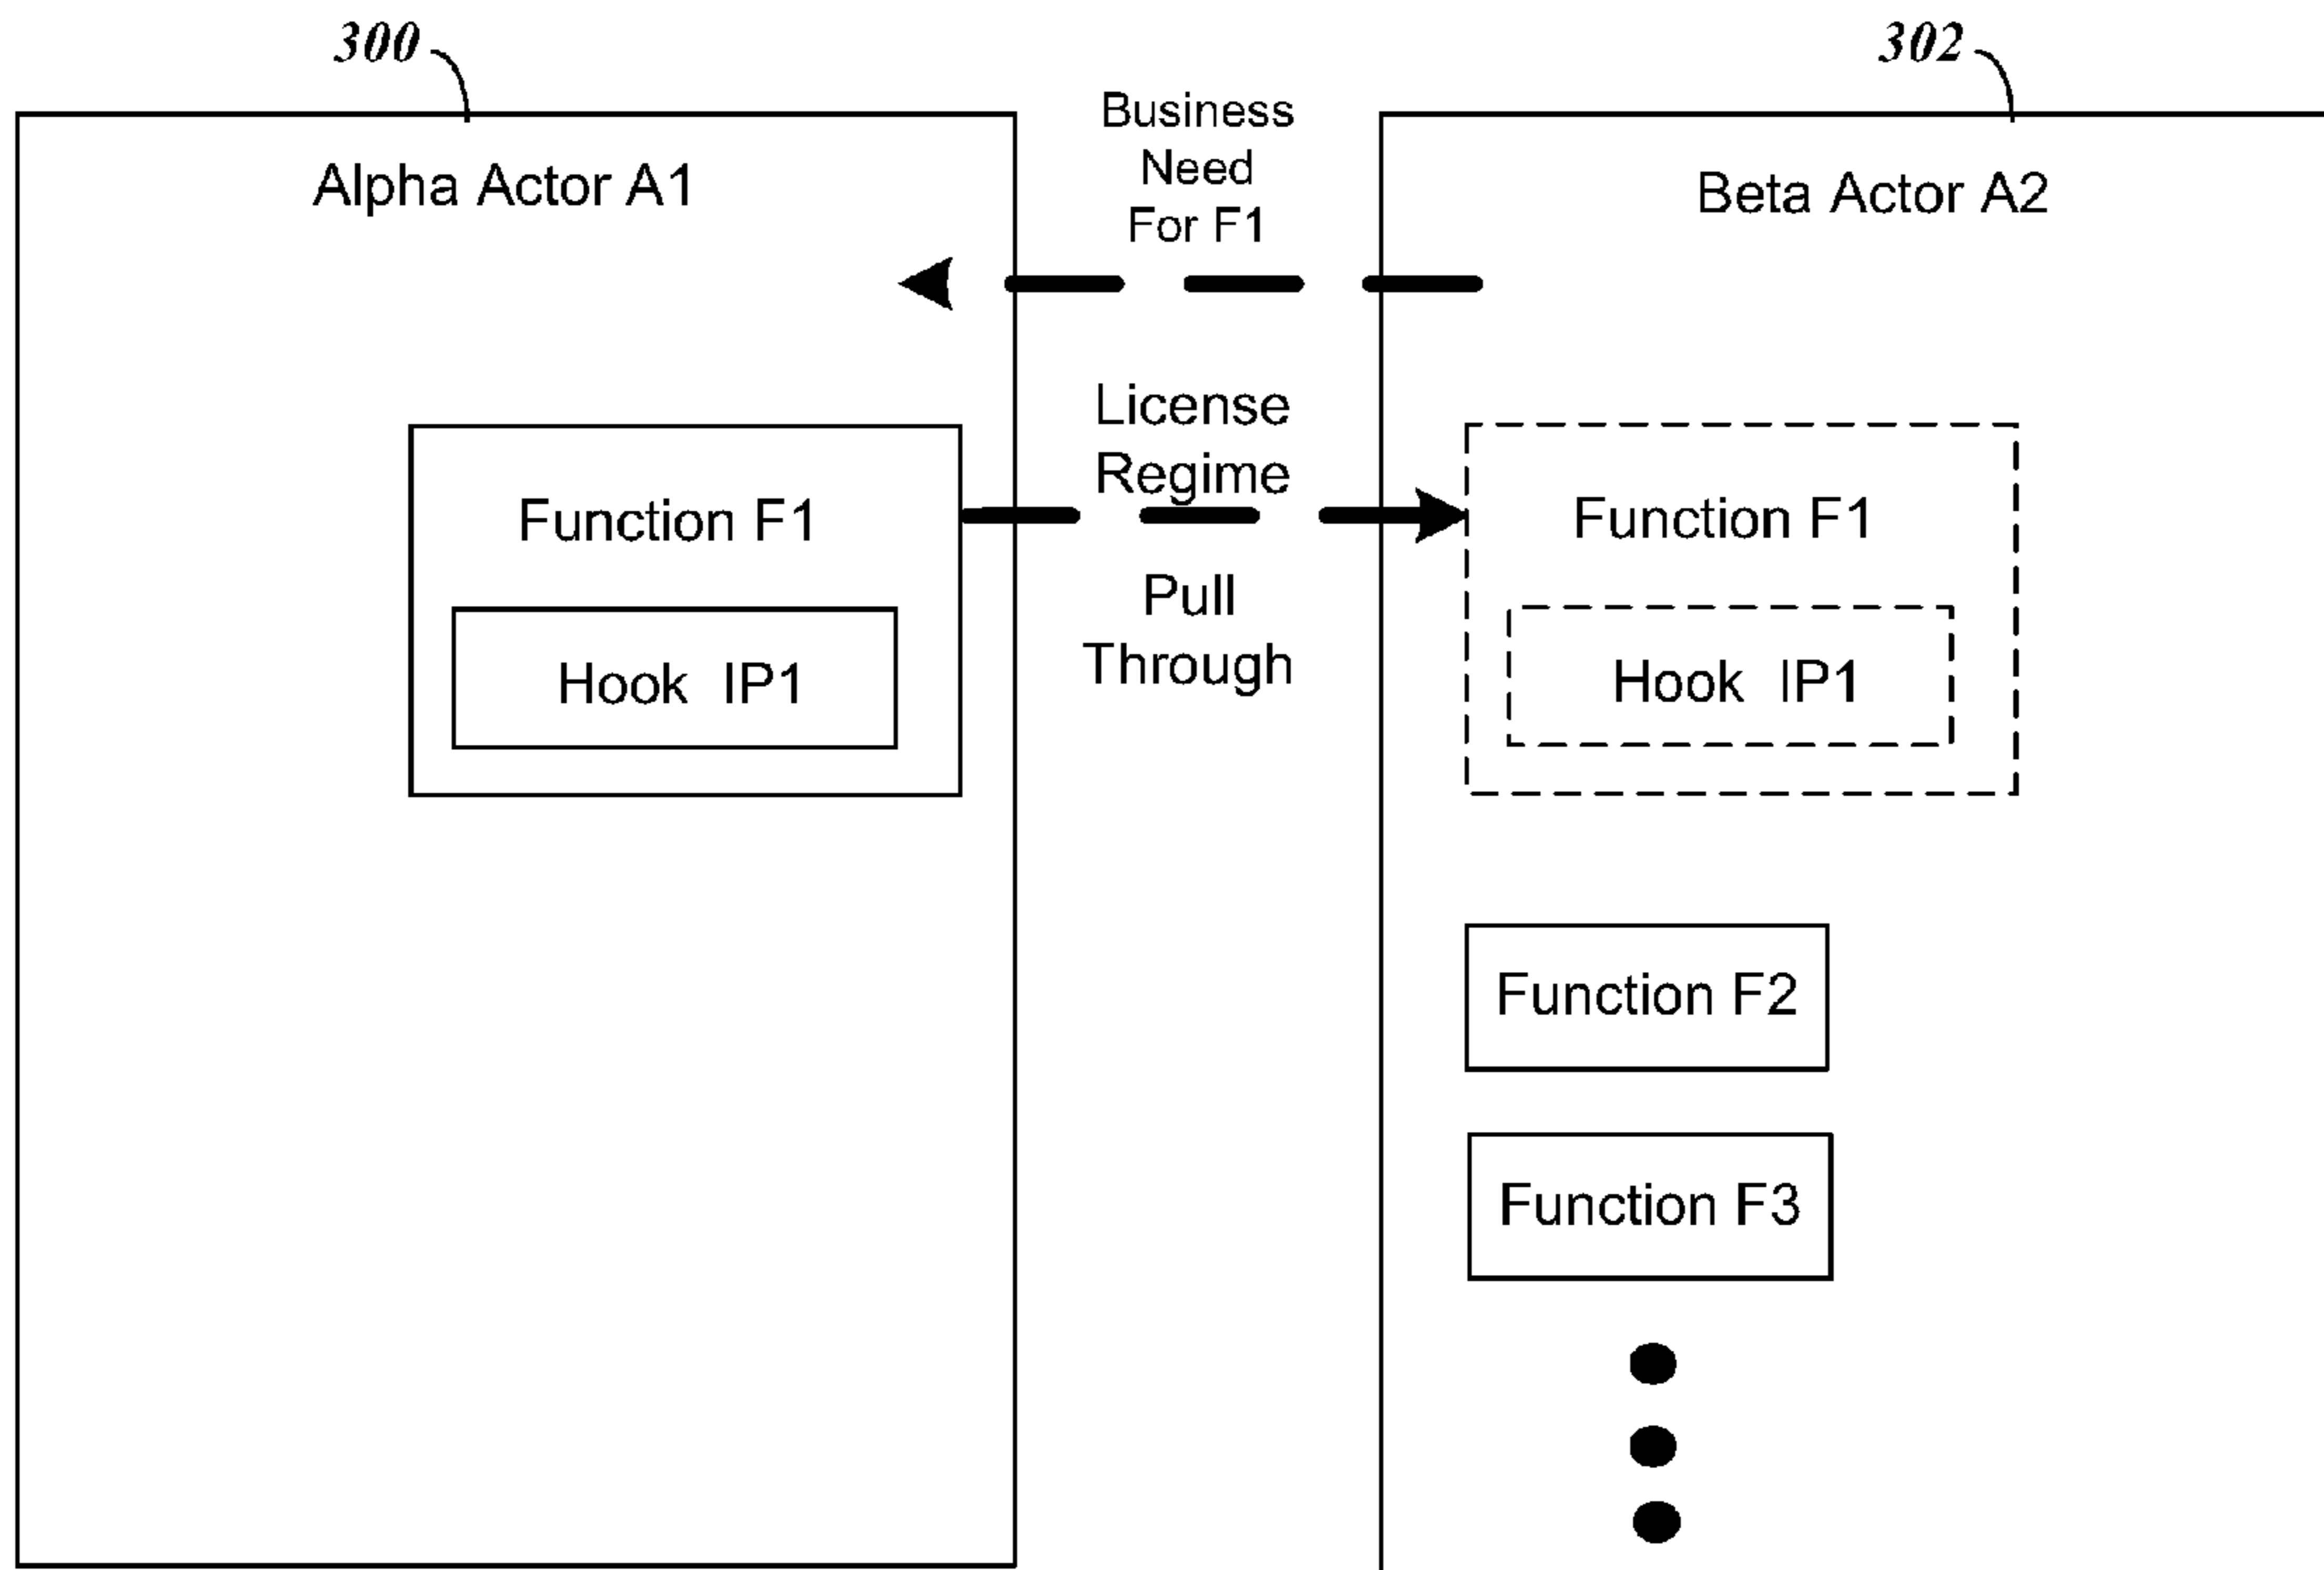 300
302
Alpha Actor A1
Business
Need
For F1
Beta Actor A2
License
Regime
Pull
Through
Function F1
Hook IP1
Function F1
Hook IP1
Function F2
Function F3